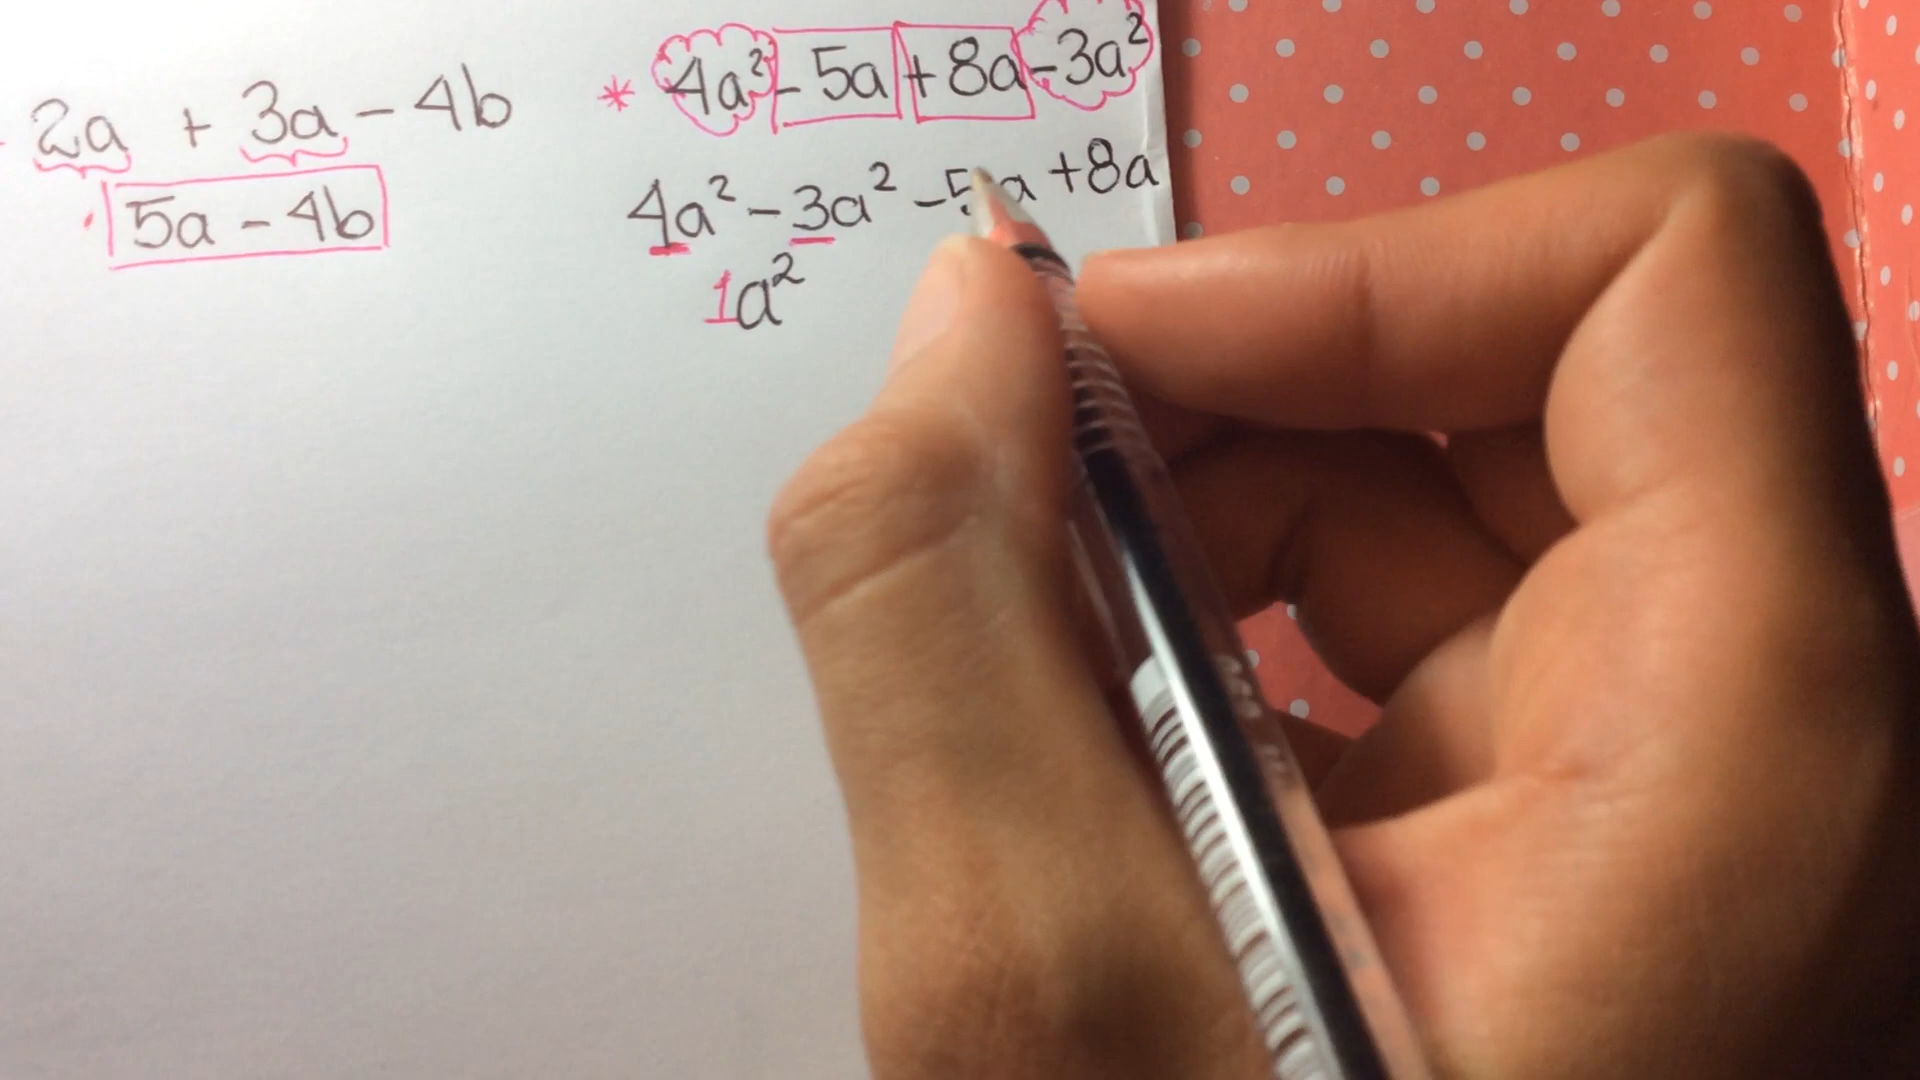 2a + 3a - 4b
5a - 4b
* 4a² - 5a + 8a - 3a²
4a² - 3a² - 5a + 8a
1a²